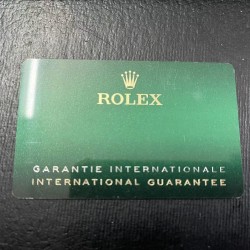 ROLEX
GARANTIE INTERNATIONALE
INTERNATIONAL GUARANTEE